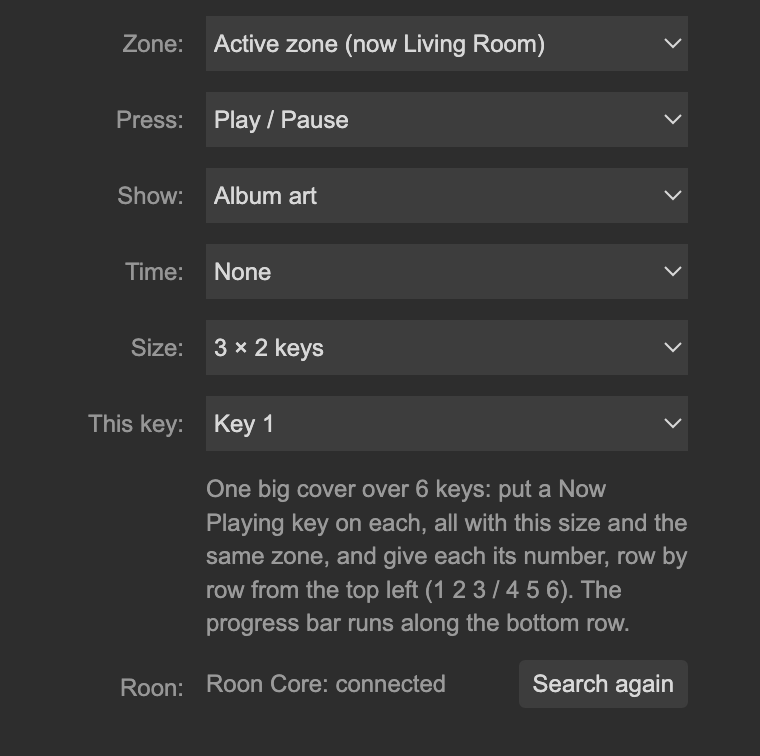 Zone: Active zone (now Living Room)
Press: Play / Pause
Show: Album art
Time: None
Size: 3 × 2 keys
This key: Key 1
One big cover over 6 keys: put a Now
Playing key on each, all with this size and the
same zone, and give each its number, row by
row from the top left (1 2 3 / 4 5 6). The
progress bar runs along the bottom row.
Roon: Roon Core: connected Search again